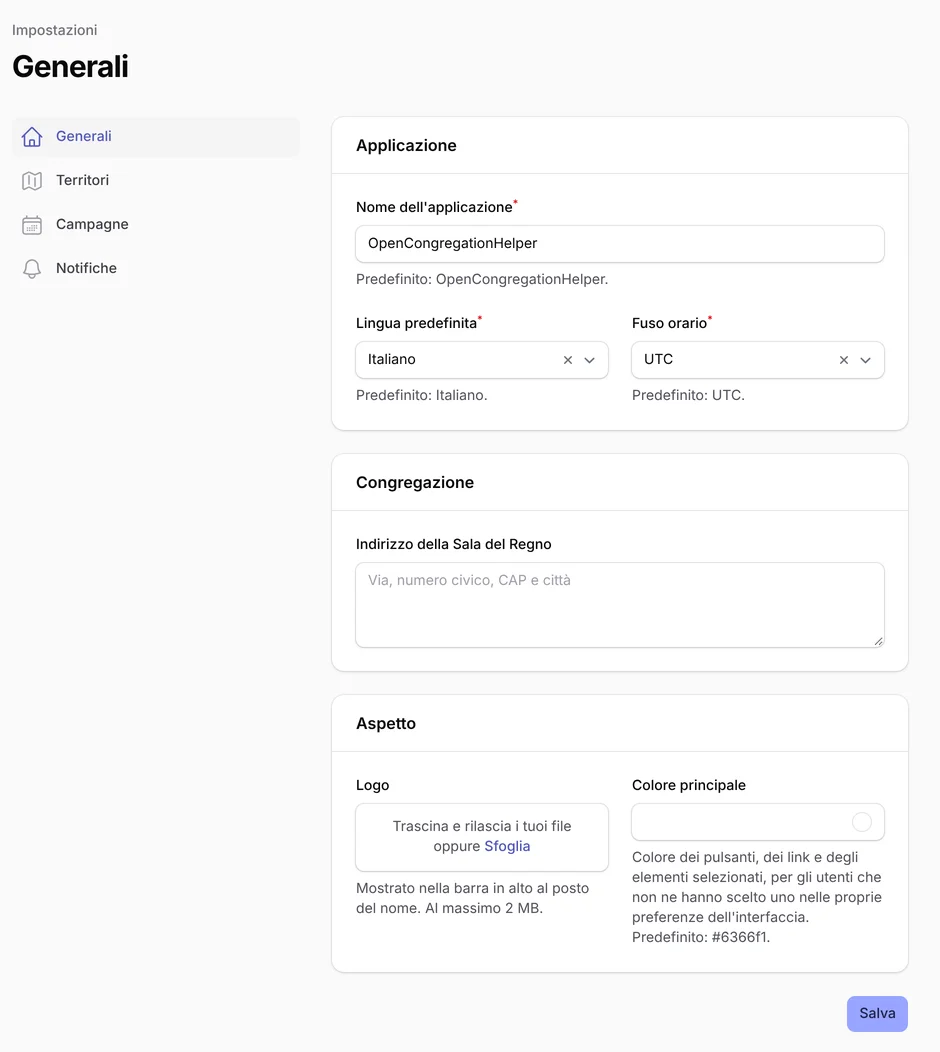 Impostazioni
Generali
Generali
Territori
Campagne
Notifiche
Applicazione
Nome dell'applicazione*
OpenCongregationHelper
Predefinito: OpenCongregationHelper.
Lingua predefinita*
Italiano
Predefinito: Italiano.
Fuso orario*
UTC
Predefinito: UTC.
Congregazione
Indirizzo della Sala del Regno
Via, numero civico, CAP e città
Aspetto
Logo
Trascina e rilascia i tuoi file
oppure Sfoglia
Mostrato nella barra in alto al posto
del nome. Al massimo 2 MB.
Colore principale
Colore dei pulsanti, dei link e degli
elementi selezionati, per gli utenti che
non ne hanno scelto uno nelle proprie
preferenze dell'interfaccia.
Predefinito: #6366f1.
Salva